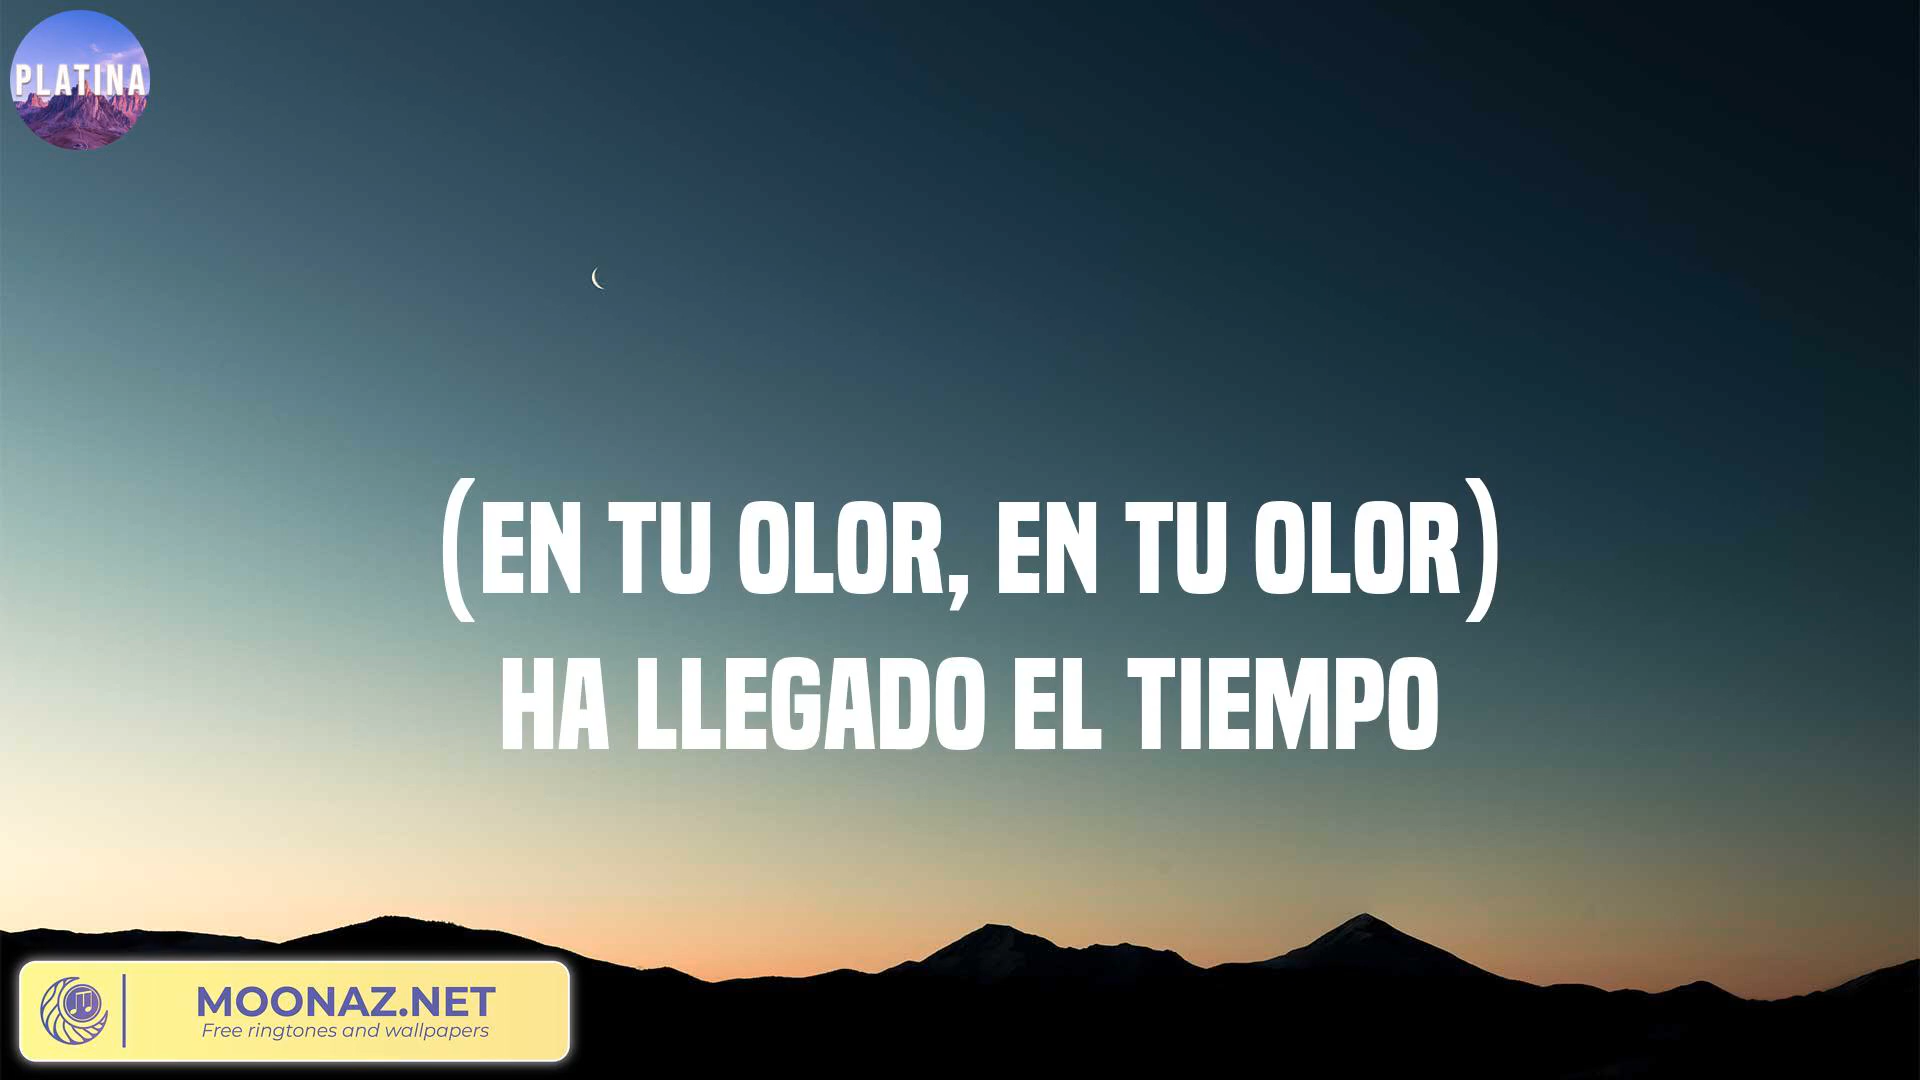 PLATINA
(EN TU OLOR, EN TU OLOR)
HA LLEGADO EL TIEMPO
MOONAZ.NET
Free ringtones and wallpapers